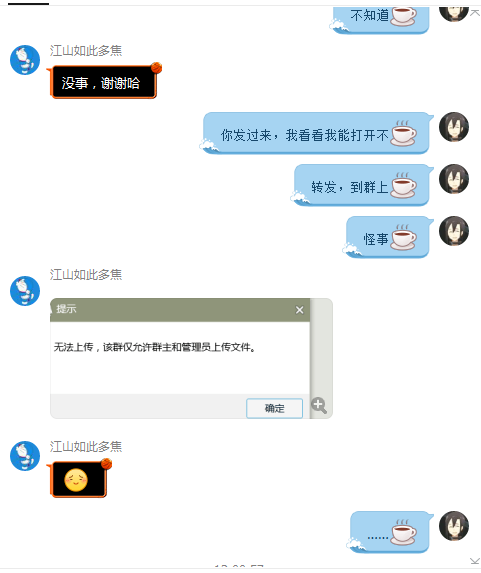 不知道
江山如此多焦
没事，谢谢哈
你发过来，我看看我能打开不
转发，到群上
怪事
江山如此多焦
提示
无法上传，该群仅允许群主和管理员上传文件。
确定
江山如此多焦
......